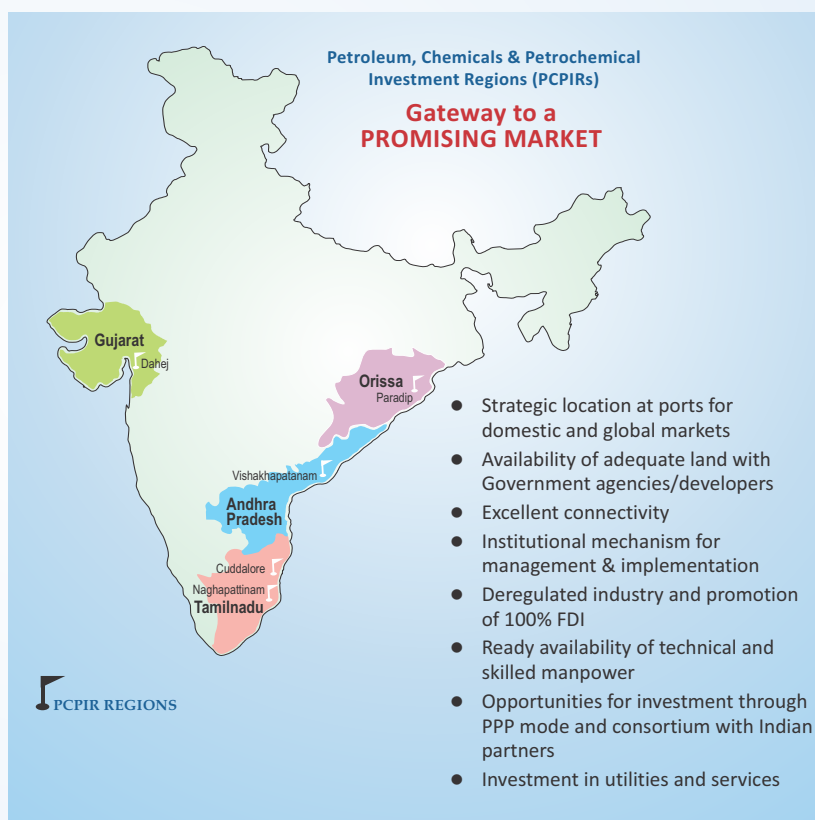 Petroleum, Chemicals & Petrochemical
Investment Regions (PCPIRs)
Gateway to a
PROMISING MARKET
Gujarat
Dahej
Orissa
Paradip
Vishakhapatanam
Andhra
Pradesh
Cuddalore
Naghapattinam
Tamilnadu
PCPIR REGIONS
● Strategic location at ports for
domestic and global markets
● Availability of adequate land with
Government agencies/developers
● Excellent connectivity
● Institutional mechanism for
management & implementation
● Deregulated industry and promotion
of 100% FDI
● Ready availability of technical and
skilled manpower
● Opportunities for investment through
PPP mode and consortium with Indian
partners
● Investment in utilities and services